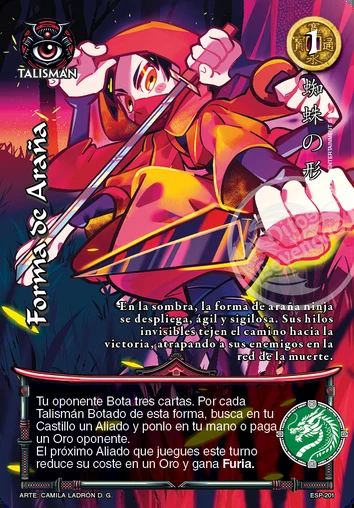 TALISMAN
1
蜘蛛の形
ENTERTAINMENT
Forma de Araña
En la sombra, la forma de araña ninja
se despliega, ágil y sigilosa. Sus hilos
invisibles tejen el camino hacia la
victoria, atrapando a sus enemigos en la
red de la muerte.
Tu oponente Bota tres cartas. Por cada
Talismán Botado de esta forma, busca en tu
Castillo un Aliado y ponlo en tu mano o paga
un Oro oponente.
El próximo Aliado que juegues este turno
reduce su coste en un Oro y gana Furia.
ARTE: CAMILA LADRÓN D. G.
ESP-201